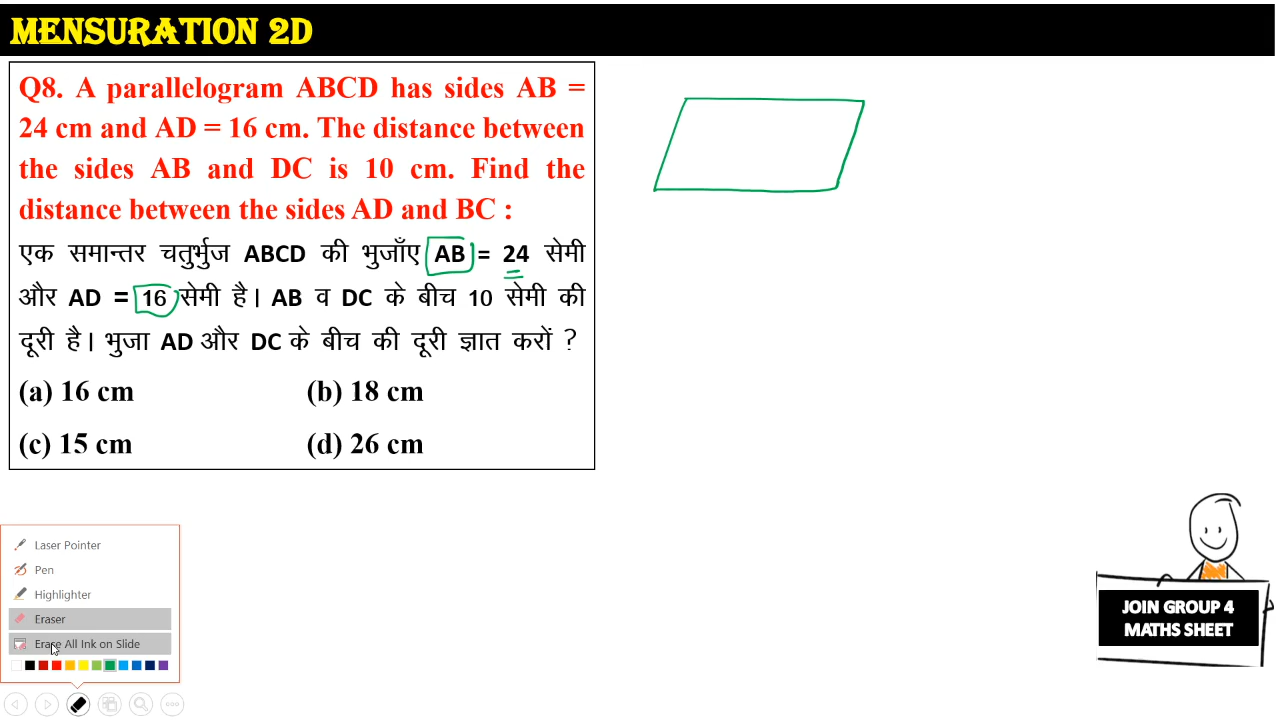 MENSURATION 2D
Q8. A parallelogram ABCD has sides AB =
24 cm and AD = 16 cm. The distance between
the sides AB and DC is 10 cm. Find the
distance between the sides AD and BC :
एक समान्तर चतुर्भुज ABCD की भुजाँए AB = 24 सेमी
और AD = 16 सेमी है। AB व DC के बीच 10 सेमी की
दूरी है। भुजा AD और DC के बीच की दूरी ज्ञात करों ?
(a) 16 cm (b) 18 cm
(c) 15 cm (d) 26 cm
Laser Pointer
Pen
Highlighter
Eraser
Erase All Ink on Slide
JOIN GROUP 4
MATHS SHEET